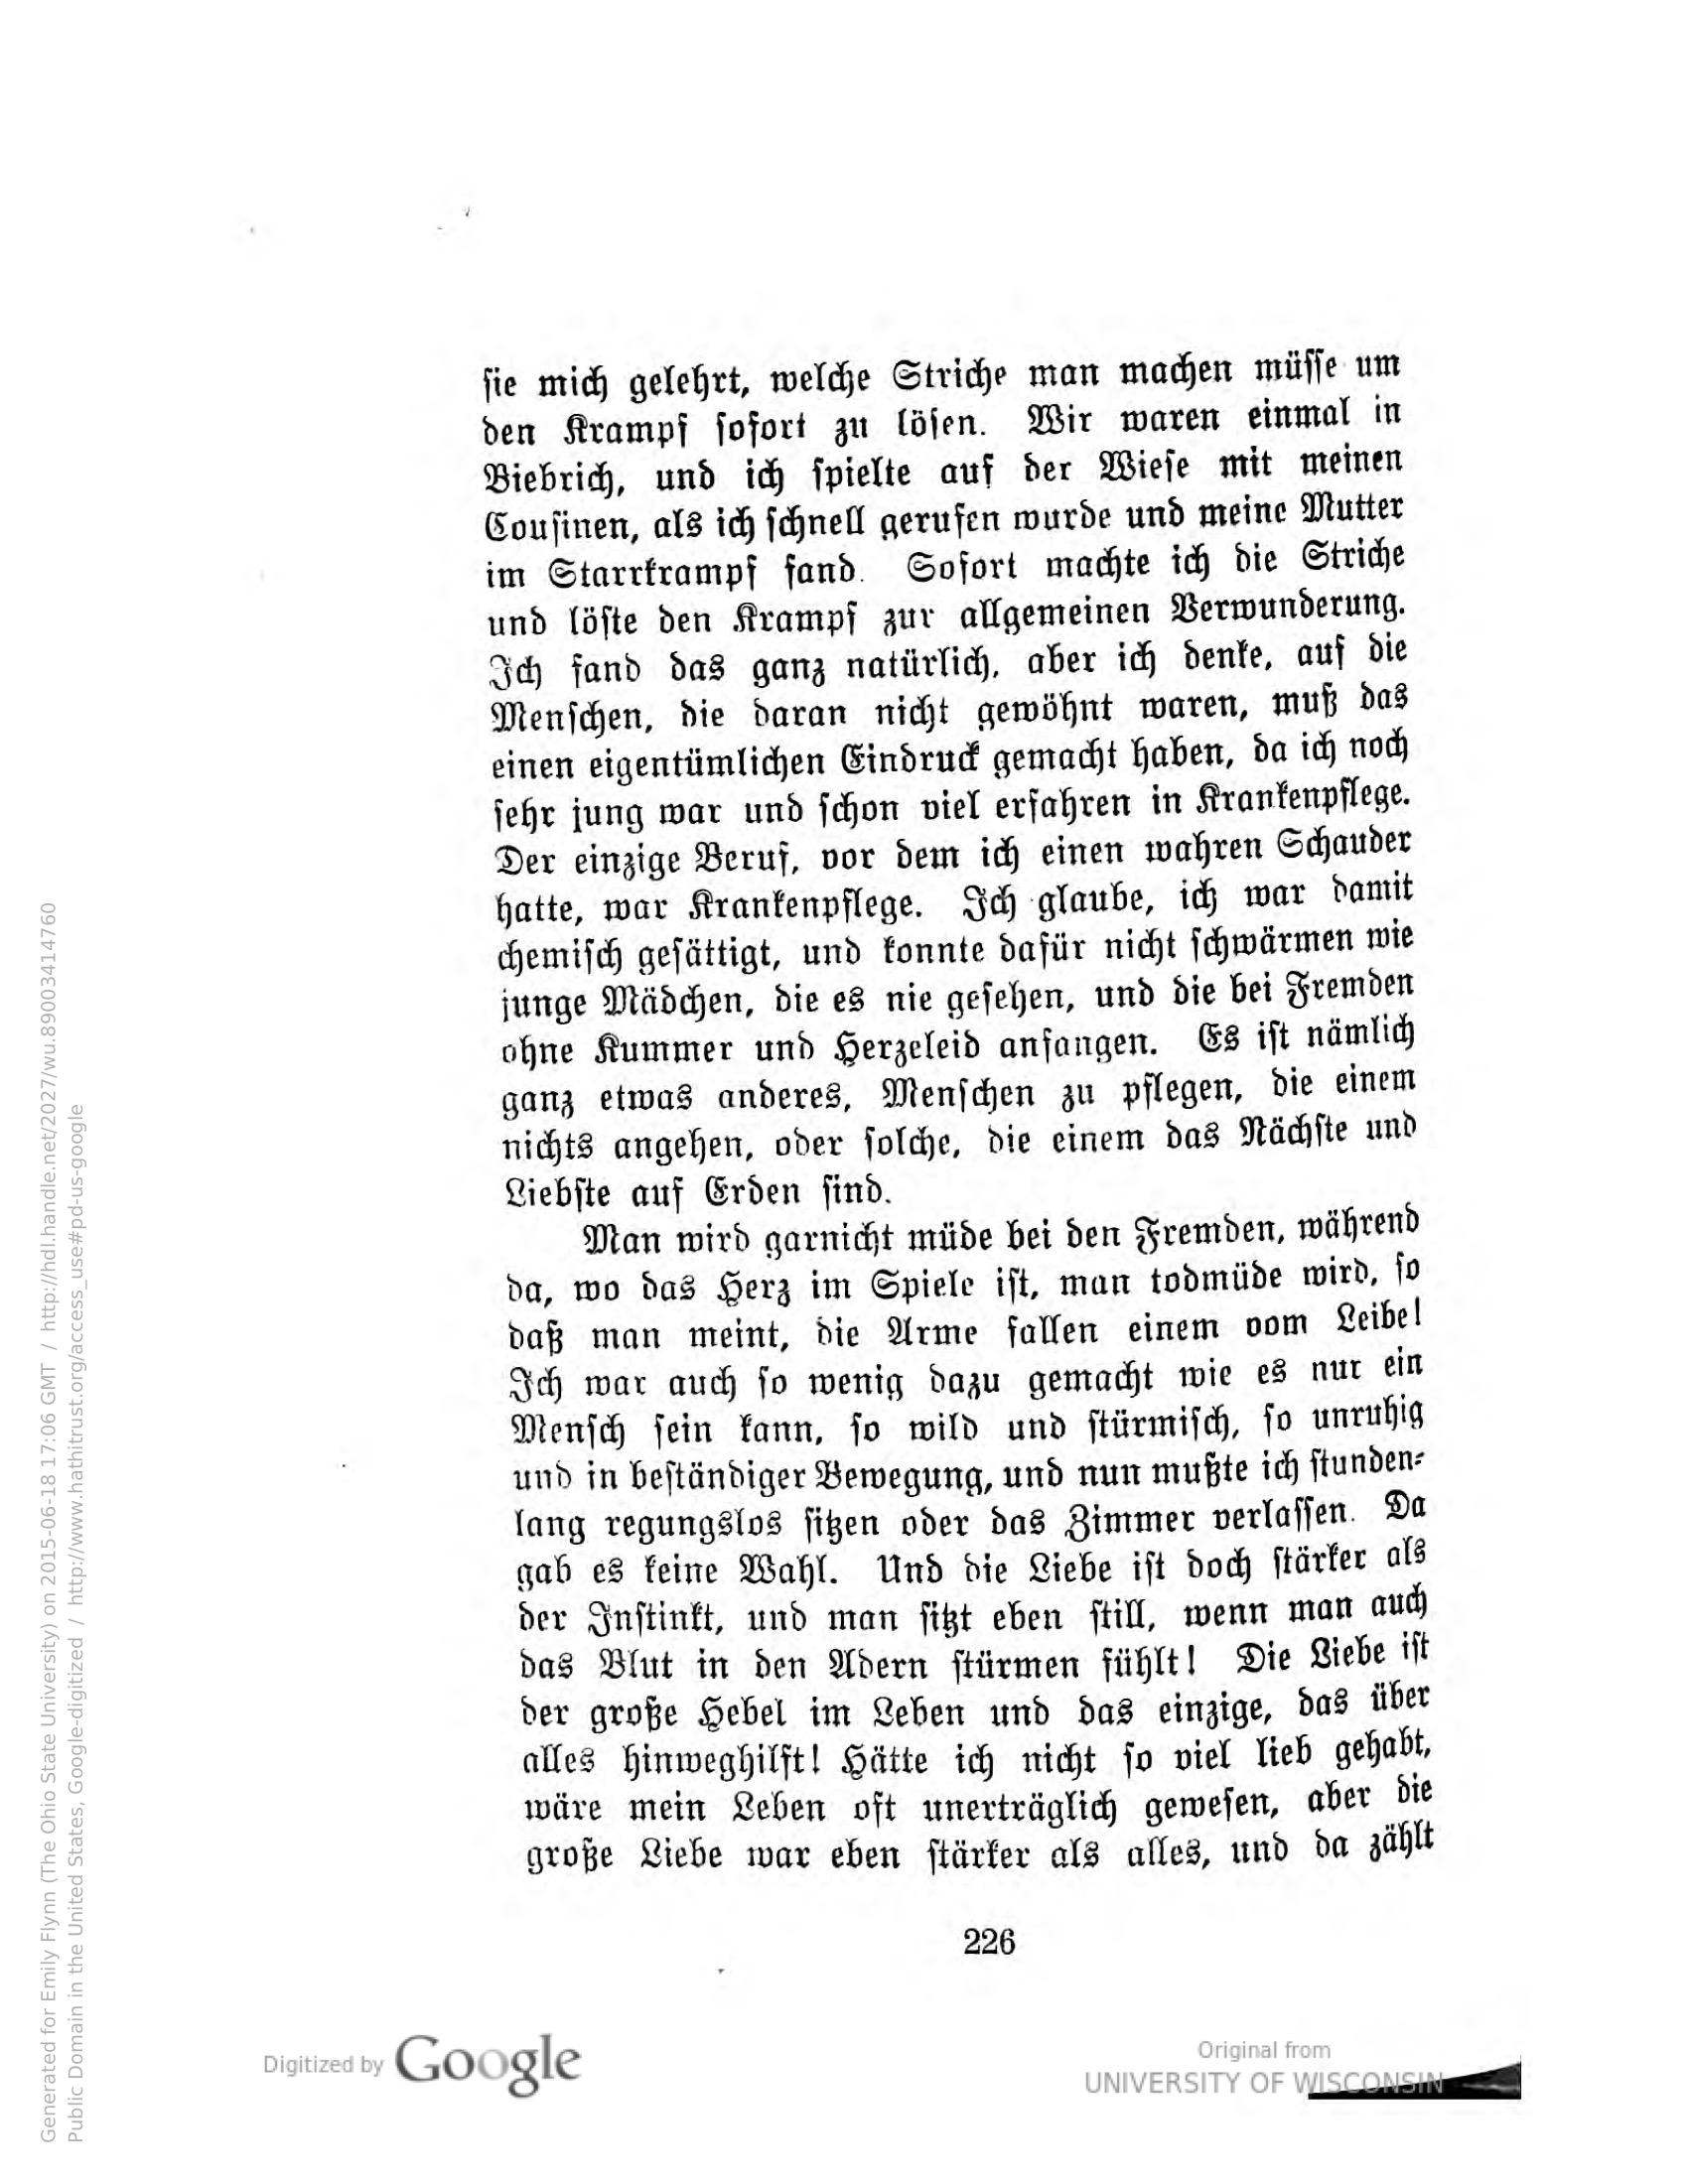 sie mich gelehrt, welche Striche man machen müsse um
den Krampf sofort zu lösen. Wir waren einmal in
Biebrich, und ich spielte auf der Wiese mit meinen
Cousinen, als ich schnell gerufen wurde und meine Mutter
im Starrkrampf fand. Sofort machte ich die Striche
und löste den Krampf zur allgemeinen Verwunderung.
Ich fand das ganz natürlich, aber ich denke, auf die
Menschen, die daran nicht gewöhnt waren, muß das
einen eigentümlichen Eindruck gemacht haben, da ich noch
sehr jung war und schon viel erfahren in Krankenpflege.
Der einzige Beruf, vor dem ich einen wahren Schauder
hatte, war Krankenpflege. Ich glaube, ich war damit
chemisch gesättigt, und konnte dafür nicht schwärmen wie
junge Mädchen, die es nie gesehen, und die bei Fremden
ohne Kummer und Herzeleid anfangen. Es ist nämlich
ganz etwas anderes, Menschen zu pflegen, die einem
nichts angehen, oder solche, die einem das Nächste und
Liebste auf Erden sind.
Man wird garnicht müde bei den Fremden, während
da, wo das Herz im Spiele ist, man todmüde wird, so
daß man meint, die Arme fallen einem vom Leibe!
Ich war auch so wenig dazu gemacht wie es nur ein
Mensch sein kann, so wild und stürmisch, so unruhig
und in beständiger Bewegung, und nun mußte ich stunden-
lang regungslos sitzen oder das Zimmer verlassen. Da
gab es keine Wahl. Und die Liebe ist doch stärker als
der Instinkt, und man sitzt eben still, wenn man auch
das Blut in den Adern stürmen fühlt! Die Liebe ist
der große Hebel im Leben und das einzige, das über
alles hinweghilft! Hätte ich nicht so viel lieb gehabt,
wäre mein Leben oft unerträglich gewesen, aber die
große Liebe war eben stärker als alles, und da zählt
226
Digitized by Google
Original from
UNIVERSITY OF WISCONSIN
Generated for Emily Flynn (The Ohio State University) on 2015-06-18 17:06 GMT / http://hdl.handle.net/2027/wu.89003414760
Public Domain in the United States, Google-digitized / http://www.hathitrust.org/access_use#pd-us-google